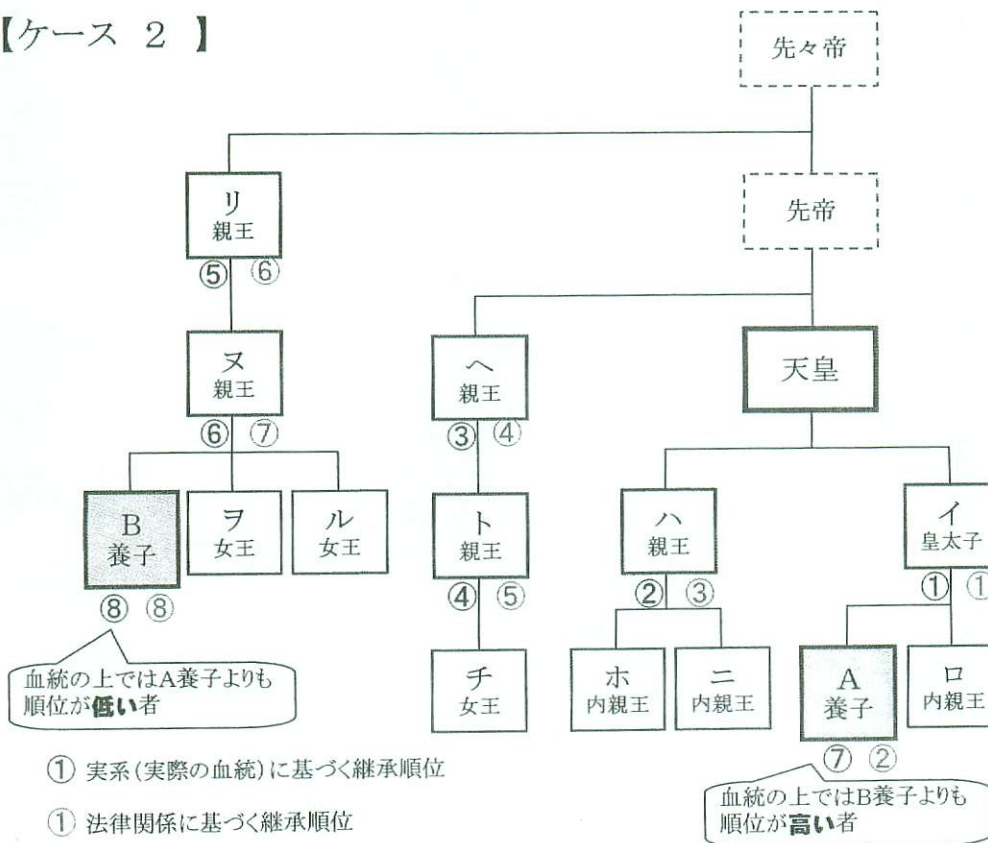 【ケース 2 】
先々帝
リ
親王
⑤ ⑥
先帝
ヌ
親王
⑥ ⑦
ヘ
親王
③ ④
天皇
B
養子
⑧ ⑧
ヲ
女王
ル
女王
ト
親王
④ ⑤
ハ
親王
② ③
イ
皇太子
① ①
血統の上ではA養子よりも
順位が低い者
チ
女王
ホ
内親王
ニ
内親王
A
養子
⑦ ②
ロ
内親王
血統の上ではB養子よりも
順位が高い者
① 実系(実際の血統)に基づく継承順位
① 法律関係に基づく継承順位